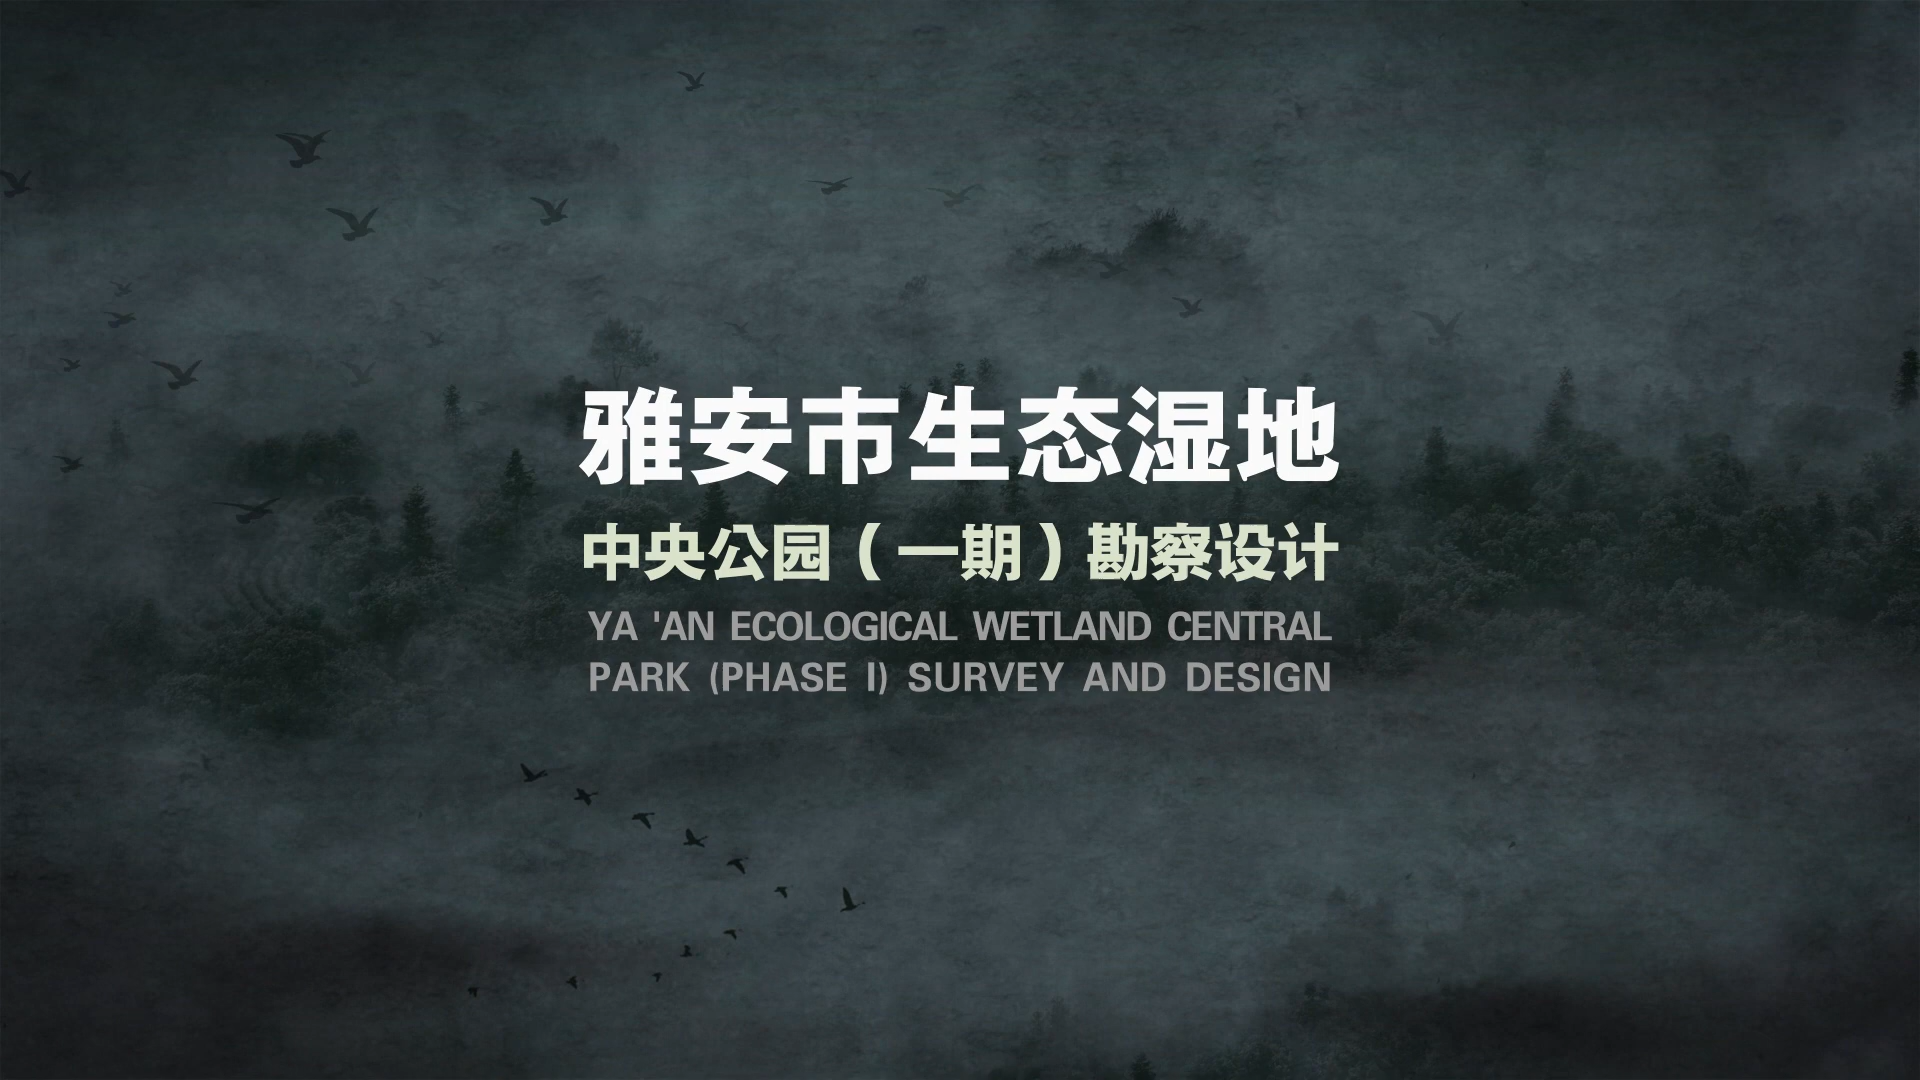 雅安市生态湿地
中央公园（一期）勘察设计
YA 'AN ECOLOGICAL WETLAND CENTRAL
PARK (PHASE I) SURVEY AND DESIGN